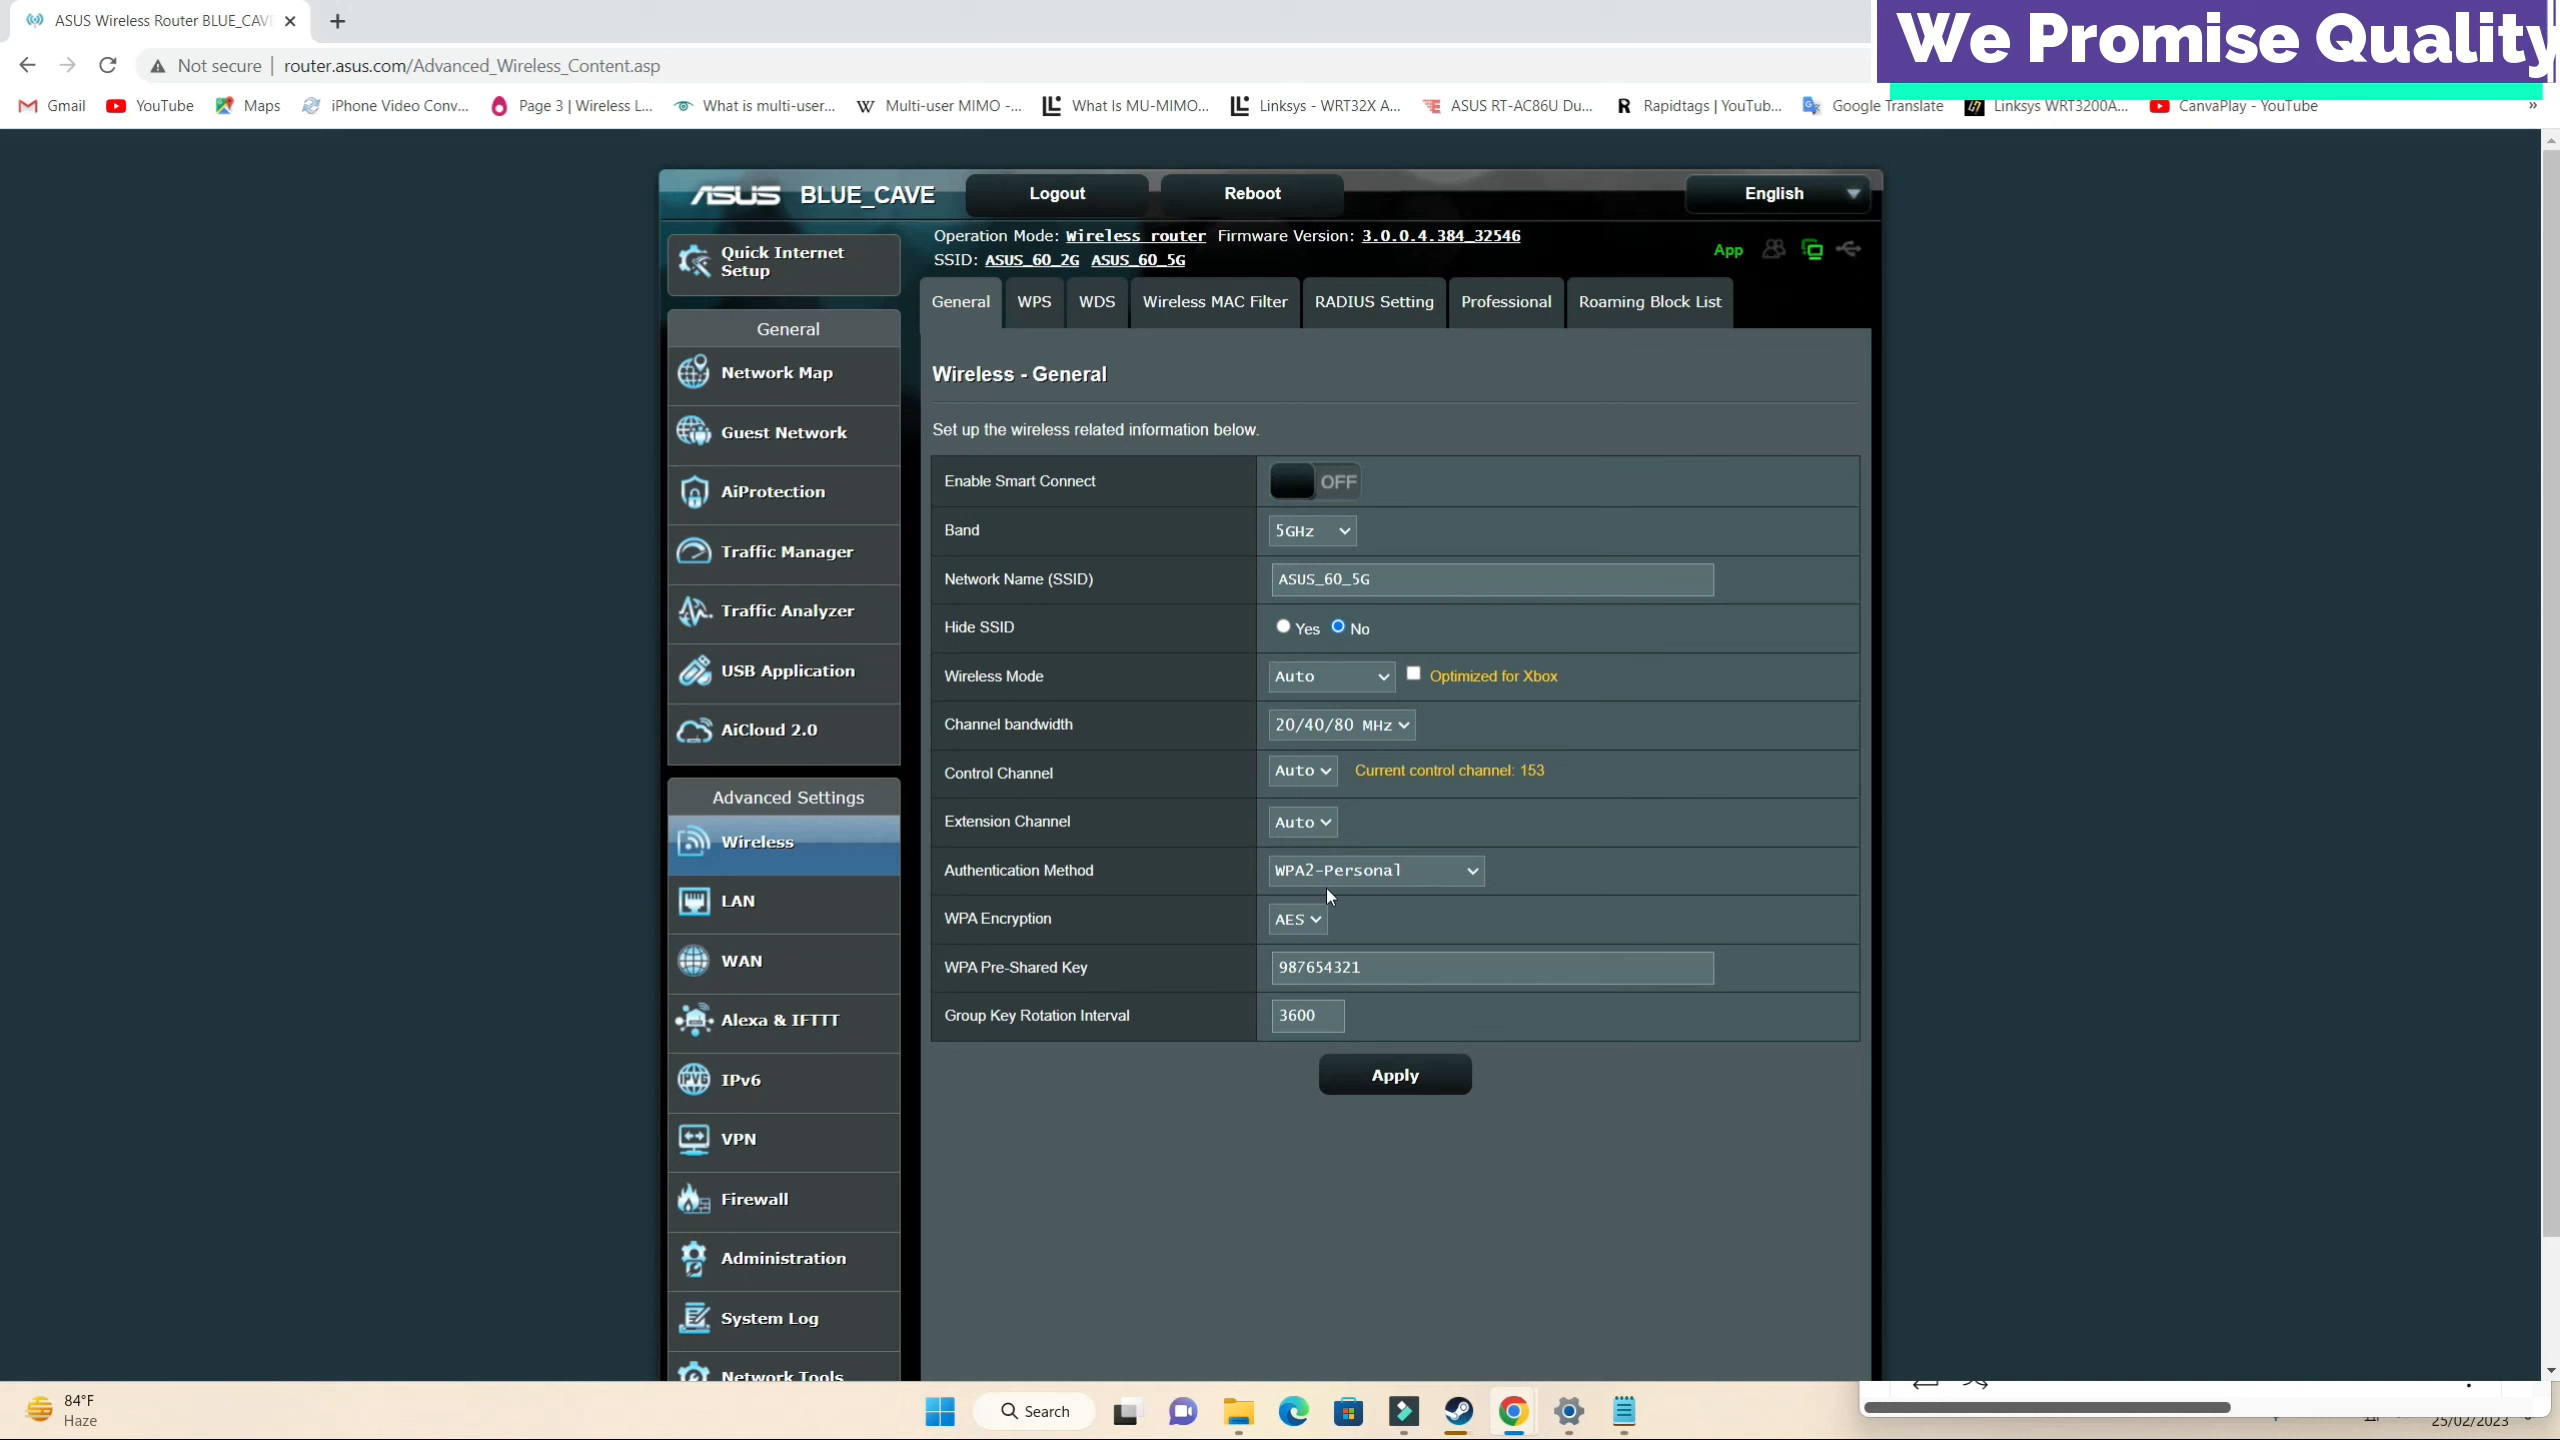 ASUS Wireless Router BLUE_CAVE
We Promise Quality
Not secure
router.asus.com/Advanced_Wireless_Content.asp
Gmail
YouTube
Maps
iPhone Video Conv...
Page 3 | Wireless L...
What is multi-user...
Multi-user MIMO -...
What Is MU-MIMO...
Linksys - WRT32X A...
ASUS RT-AC86U Du...
Rapidtags | YouTub...
Google Translate
Linksys WRT3200A...
CanvaPlay - YouTube
»
ASUS BLUE_CAVE
Logout
Reboot
English
Quick Internet
Setup
Operation Mode: Wireless router Firmware Version: 3.0.0.4.384_32546
SSID: ASUS_60_2G ASUS_60_5G
App
General
WPS
WDS
Wireless MAC Filter
RADIUS Setting
Professional
Roaming Block List
General
Network Map
Guest Network
AiProtection
Traffic Manager
Traffic Analyzer
USB Application
AiCloud 2.0
Advanced Settings
Wireless
LAN
WAN
Alexa & IFTTT
IPv6
VPN
Firewall
Administration
System Log
Network Tools
Wireless - General
Set up the wireless related information below.
Enable Smart Connect OFF
Band 5GHz
Network Name (SSID) ASUS_60_5G
Hide SSID Yes No
Wireless Mode Auto Optimized for Xbox
Channel bandwidth 20/40/80 MHz
Control Channel Auto Current control channel: 153
Extension Channel Auto
Authentication Method WPA2-Personal
WPA Encryption AES
WPA Pre-Shared Key 987654321
Group Key Rotation Interval 3600
Apply
84°F
Haze
Search
25/02/2023